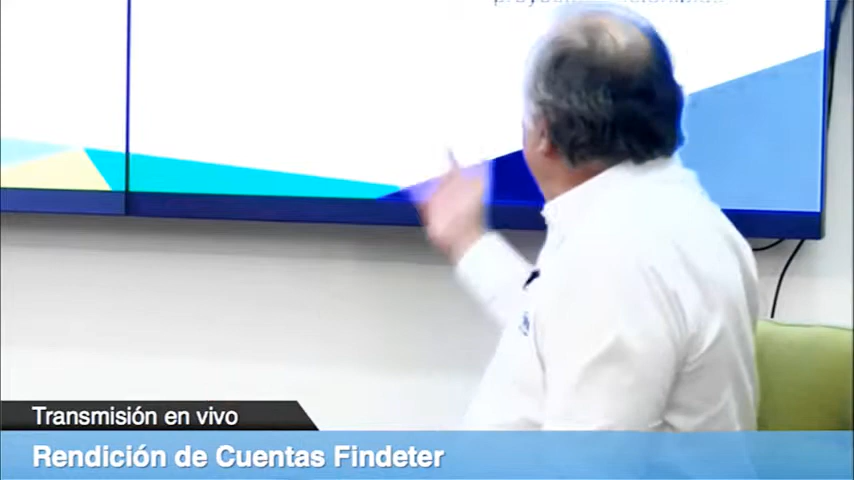 Transmisión en vivo
Rendición de Cuentas Findeter